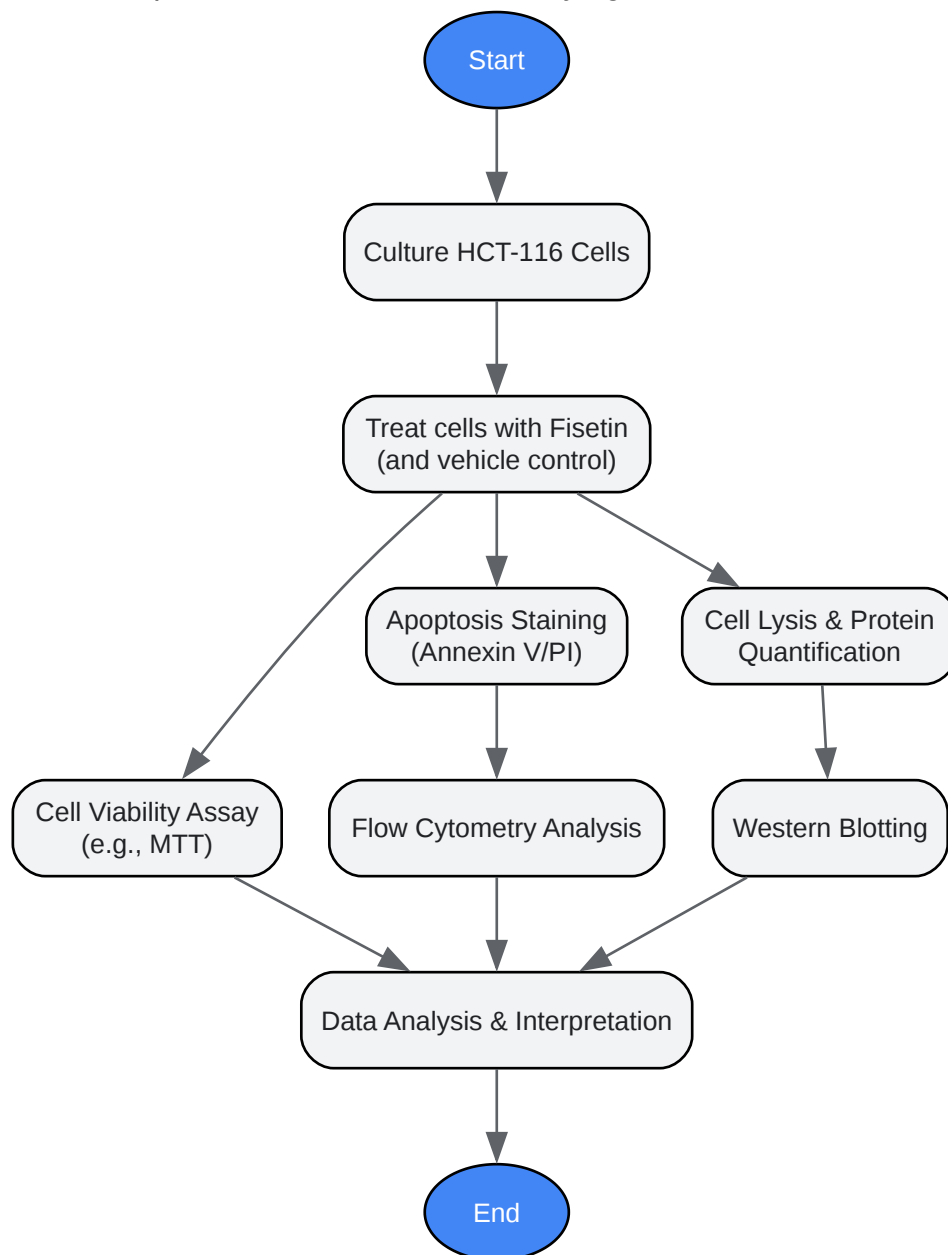 Start
Culture HCT-116 Cells
Treat cells with Fisetin
(and vehicle control)
Apoptosis Staining
(Annexin V/PI)
Cell Lysis & Protein
Quantification
Cell Viability Assay
(e.g., MTT)
Flow Cytometry Analysis
Western Blotting
Data Analysis & Interpretation
End